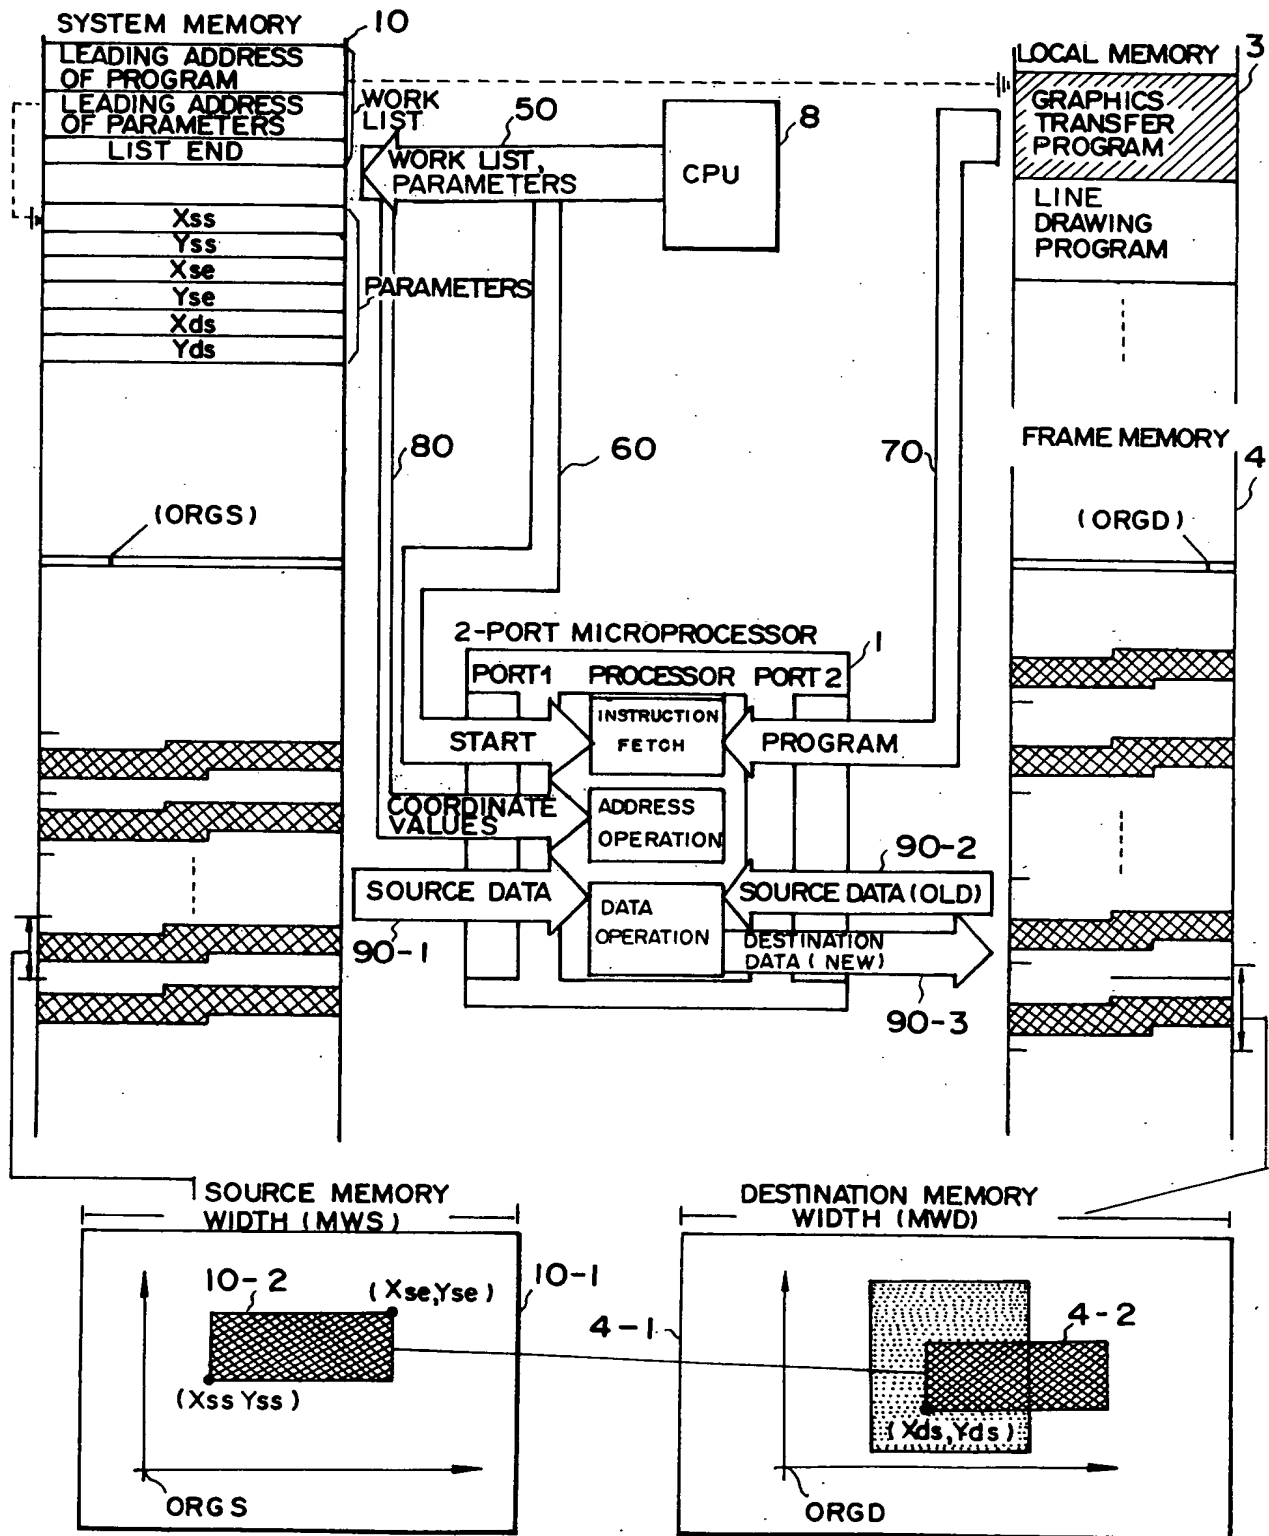 SYSTEM MEMORY
10
LEADING ADDRESS
OF PROGRAM
LEADING ADDRESS
OF PARAMETERS
LIST END
WORK
LIST
Xss
Yss
Xse
Yse
Xds
Yds
PARAMETERS
50
WORK LIST,
PARAMETERS
CPU
8
LOCAL MEMORY
3
GRAPHICS
TRANSFER
PROGRAM
LINE
DRAWING
PROGRAM
80
60
70
FRAME MEMORY
4
(ORGS)
(ORGD)
2-PORT MICROPROCESSOR
1
PORT1 PROCESSOR PORT 2
INSTRUCTION
FETCH
START
PROGRAM
COORDINATE
VALUES
ADDRESS
OPERATION
90-2
SOURCE DATA
SOURCE DATA (OLD)
DATA
OPERATION
90-1
DESTINATION
DATA (NEW)
90-3
SOURCE MEMORY
WIDTH (MWS)
DESTINATION MEMORY
WIDTH (MWD)
10-2
(Xse,Yse)
10-1
(Xss Yss)
ORGS
4-1
4-2
(Xds,Yds)
ORGD